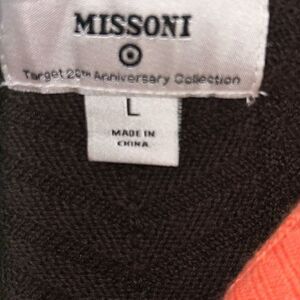 MISSONI
Target 20th Anniversary Collection
L
MADE IN
CHINA